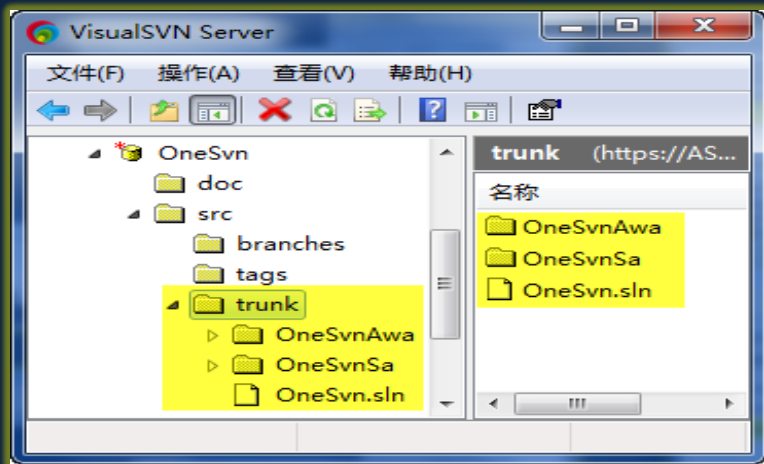 VisualSVN Server
文件(F) 操作(A) 查看(V) 帮助(H)
OneSvn
doc
src
branches
tags
trunk
OneSvnAwa
OneSvnSa
OneSvn.sln
trunk (https://AS...
名称
OneSvnAwa
OneSvnSa
OneSvn.sln